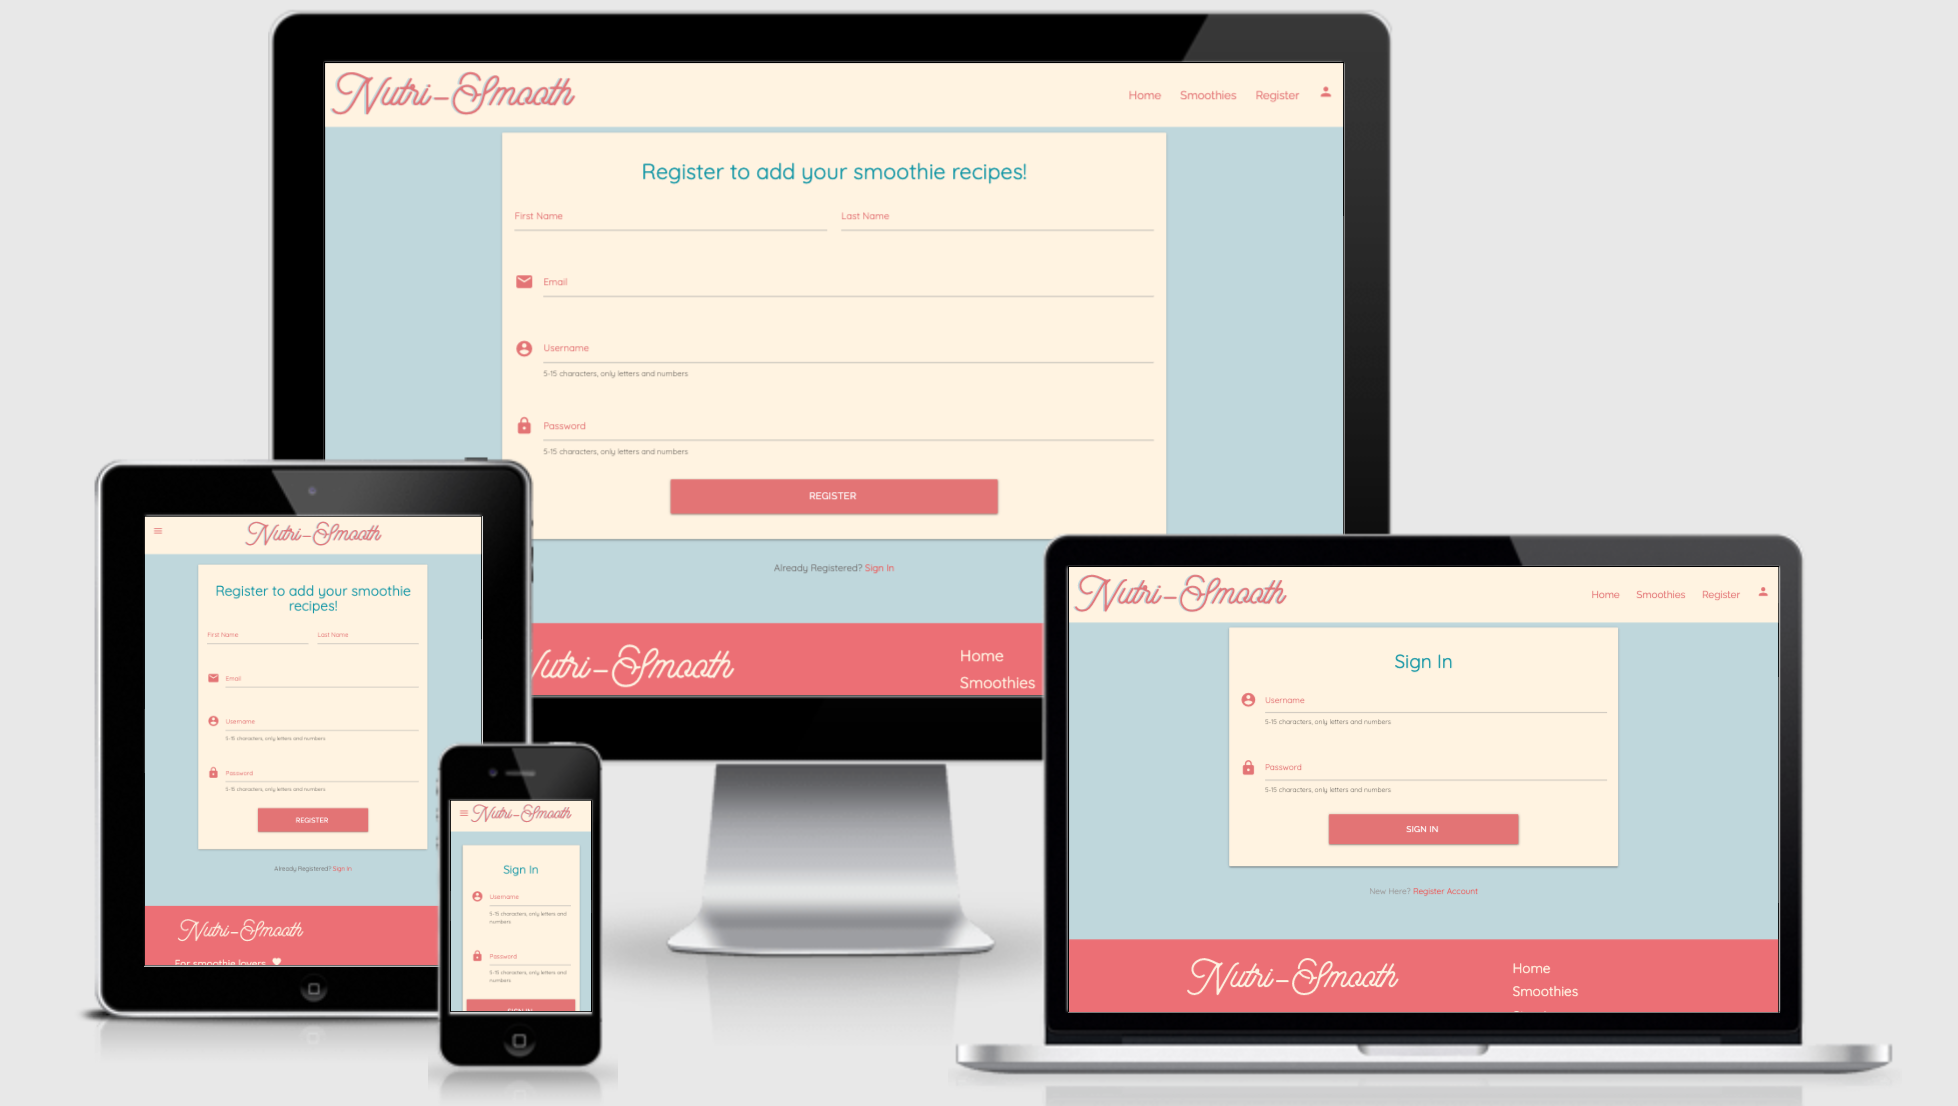 Nutri-Smooth
Home Smoothies Register
Register to add your smoothie recipes!
First Name Last Name
Email
Username
5-15 characters, only letters and numbers
Password
5-15 characters, only letters and numbers
REGISTER
Already Registered? Sign In
Nutri-Smooth
Home
Smoothies
Nutri-Smooth
Register to add your smoothie
recipes!
First Name Last Name
Email
Username
5-15 characters, only letters and numbers
Password
5-15 characters, only letters and numbers
REGISTER
Already Registered? Sign In
Nutri-Smooth
For smoothie lovers
Nutri-Smooth
Sign In
Username
5-15 characters, only letters and
numbers
Password
5-15 characters, only letters and
numbers
SIGN IN
Nutri-Smooth
Home Smoothies Register
Sign In
Username
5-15 characters, only letters and numbers
Password
5-15 characters, only letters and numbers
SIGN IN
New Here? Register Account
Nutri-Smooth
Home
Smoothies